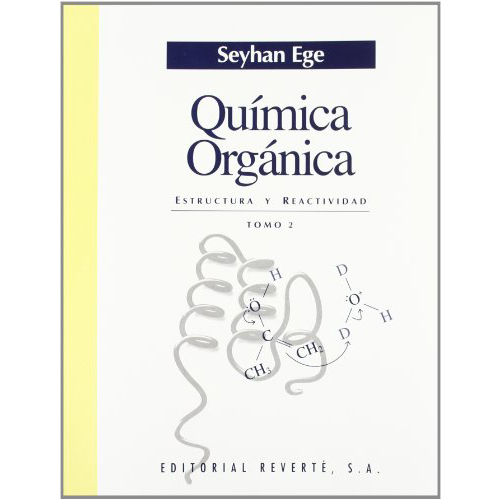 Seyhan Ege
Química
Orgánica
ESTRUCTURA Y REACTIVIDAD
TOMO 2
H
D
:Ö
:O⁺
H
C
D
CH₂
CH₃
EDITORIAL REVERTÉ, S.A.